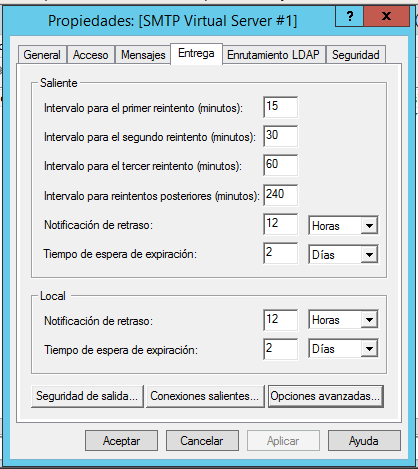 Propiedades: [SMTP Virtual Server #1] ? x
General Acceso Mensajes Entrega Enrutamiento LDAP Seguridad
Saliente
Intervalo para el primer reintento (minutos): 15
Intervalo para el segundo reintento (minutos): 30
Intervalo para el tercer reintento (minutos): 60
Intervalo para reintentos posteriores (minutos): 240
Notificación de retraso: 12 Horas
Tiempo de espera de expiración: 2 Días
Local
Notificación de retraso: 12 Horas
Tiempo de espera de expiración: 2 Días
Seguridad de salida... Conexiones salientes... Opciones avanzadas...
Aceptar Cancelar Aplicar Ayuda